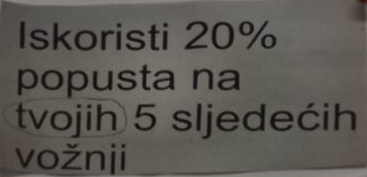 Iskoristi 20%
popusta na
tvojih 5 sljedećih
vožnji